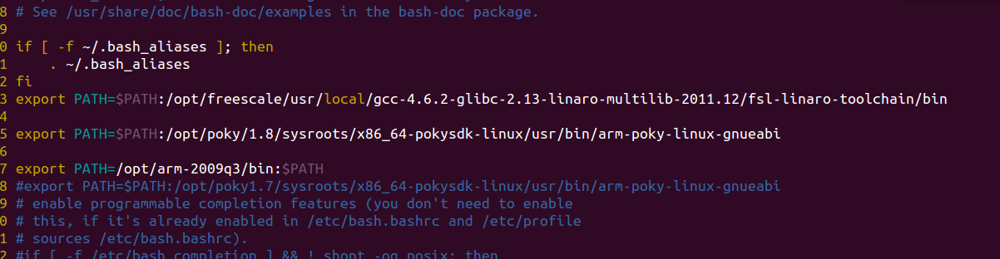 8 # See /usr/share/doc/bash-doc/examples in the bash-doc package.
9
0 if [ -f ~/.bash_aliases ]; then
1     . ~/.bash_aliases
2 fi
3 export PATH=$PATH:/opt/freescale/usr/local/gcc-4.6.2-glibc-2.13-linaro-multilib-2011.12/fsl-linaro-toolchain/bin
4
5 export PATH=$PATH:/opt/poky/1.8/sysroots/x86_64-pokysdk-linux/usr/bin/arm-poky-linux-gnueabi
6
7 export PATH=/opt/arm-2009q3/bin:$PATH
8 #export PATH=$PATH:/opt/poky1.7/sysroots/x86_64-pokysdk-linux/usr/bin/arm-poky-linux-gnueabi
9 # enable programmable completion features (you don't need to enable
0 # this, if it's already enabled in /etc/bash.bashrc and /etc/profile
1 # sources /etc/bash.bashrc).
2 #if [ -f /etc/bash_completion ] && ! shopt -oq posix; then